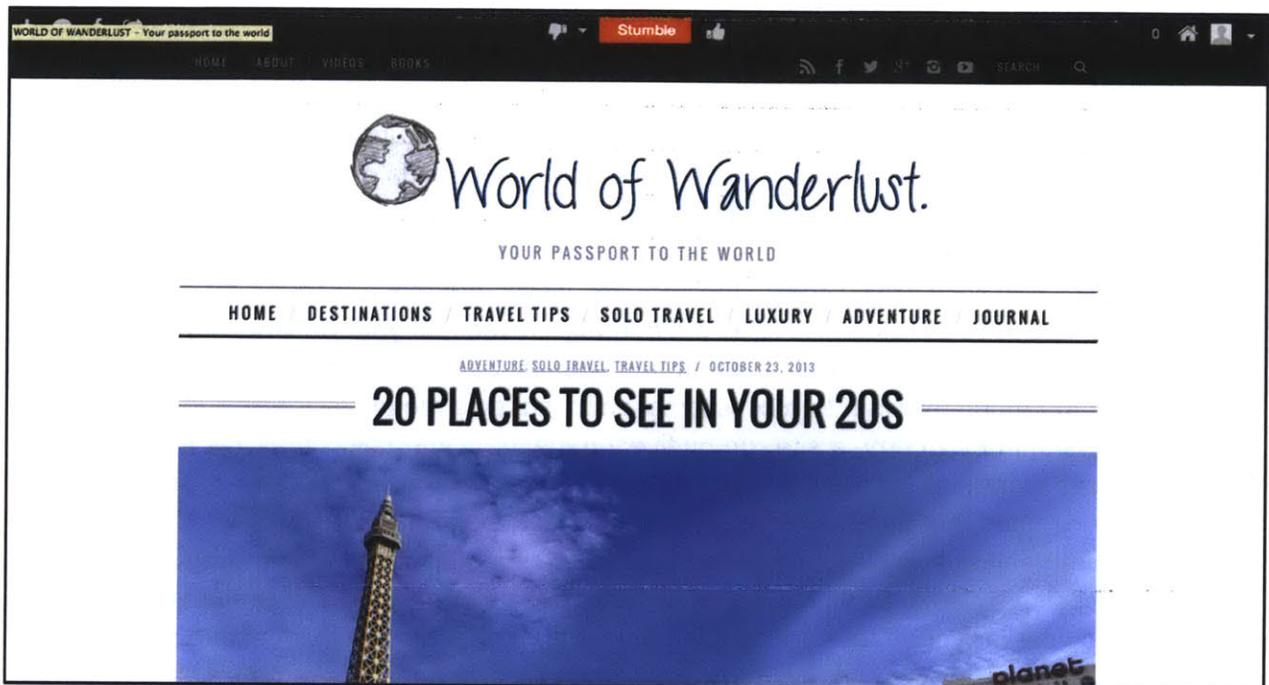 WORLD OF WANDERLUST – Your passport to the world
Stumble
0
HOME ABOUT VIDEOS BOOKS
SEARCH
World of Wanderlust.
YOUR PASSPORT TO THE WORLD
HOME / DESTINATIONS / TRAVEL TIPS / SOLO TRAVEL / LUXURY / ADVENTURE / JOURNAL
ADVENTURE, SOLO TRAVEL, TRAVEL TIPS / OCTOBER 23, 2013
20 PLACES TO SEE IN YOUR 20S
planet